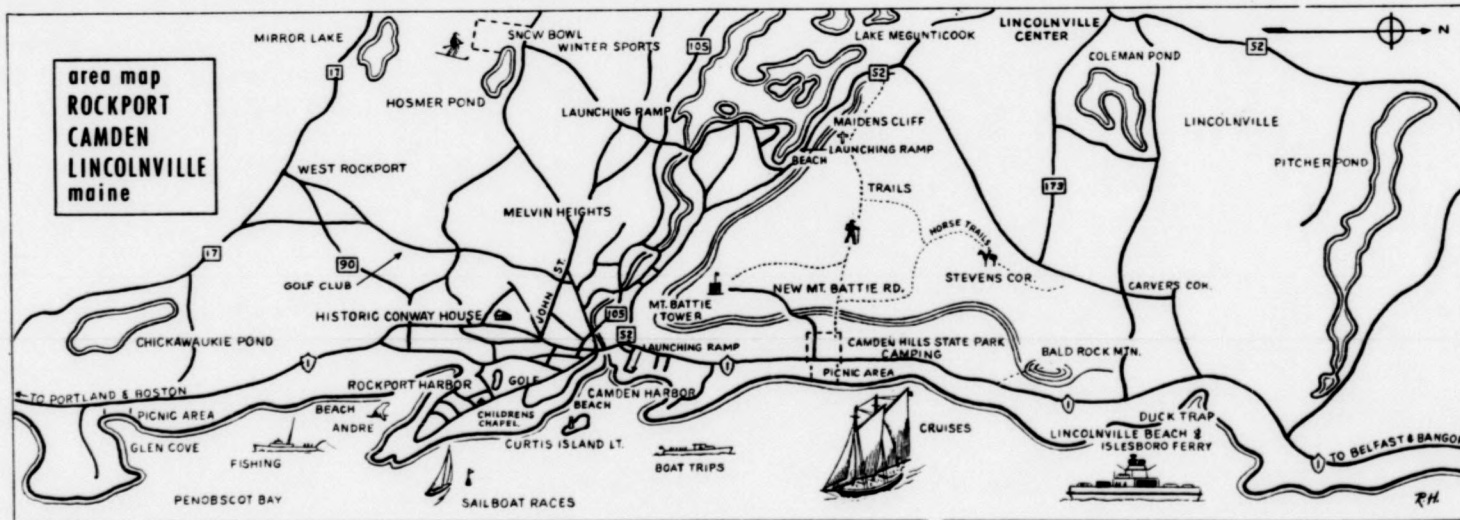 area map
ROCKPORT
CAMDEN
LINCOLNVILLE
maine
MIRROR LAKE
17
SNOW BOWL
WINTER SPORTS
HOSMER POND
105
LAUNCHING RAMP
LAKE MEGUNTICOOK
52
LINCOLNVILLE
CENTER
COLEMAN POND
52
N
MAIDENS CLIFF
LAUNCHING RAMP
BEACH
TRAILS
LINCOLNVILLE
PITCHER POND
173
WEST ROCKPORT
MELVIN HEIGHTS
HORSE TRAILS
STEVENS COR.
CARVERS COR.
17
90
GOLF CLUB
JOHN ST.
HISTORIC CONWAY HOUSE
105
52
MT. BATTIE
TOWER
NEW MT. BATTIE RD.
CHICKAWAUKIE POND
1
LAUNCHING RAMP
1
CAMDEN HILLS STATE PARK
CAMPING
PICNIC AREA
BALD ROCK MTN.
1
TO PORTLAND & BOSTON
ROCKPORT HARBOR
GOLF
CAMDEN HARBOR
PICNIC AREA
BEACH
ANDRE
CHILDRENS
CHAPEL
BEACH
CURTIS ISLAND LT.
GLEN COVE
FISHING
BOAT TRIPS
CRUISES
DUCK TRAP
LINCOLNVILLE BEACH &
ISLESBORO FERRY
1
TO BELFAST & BANGOR
PENOBSCOT BAY
SAILBOAT RACES
R.H.